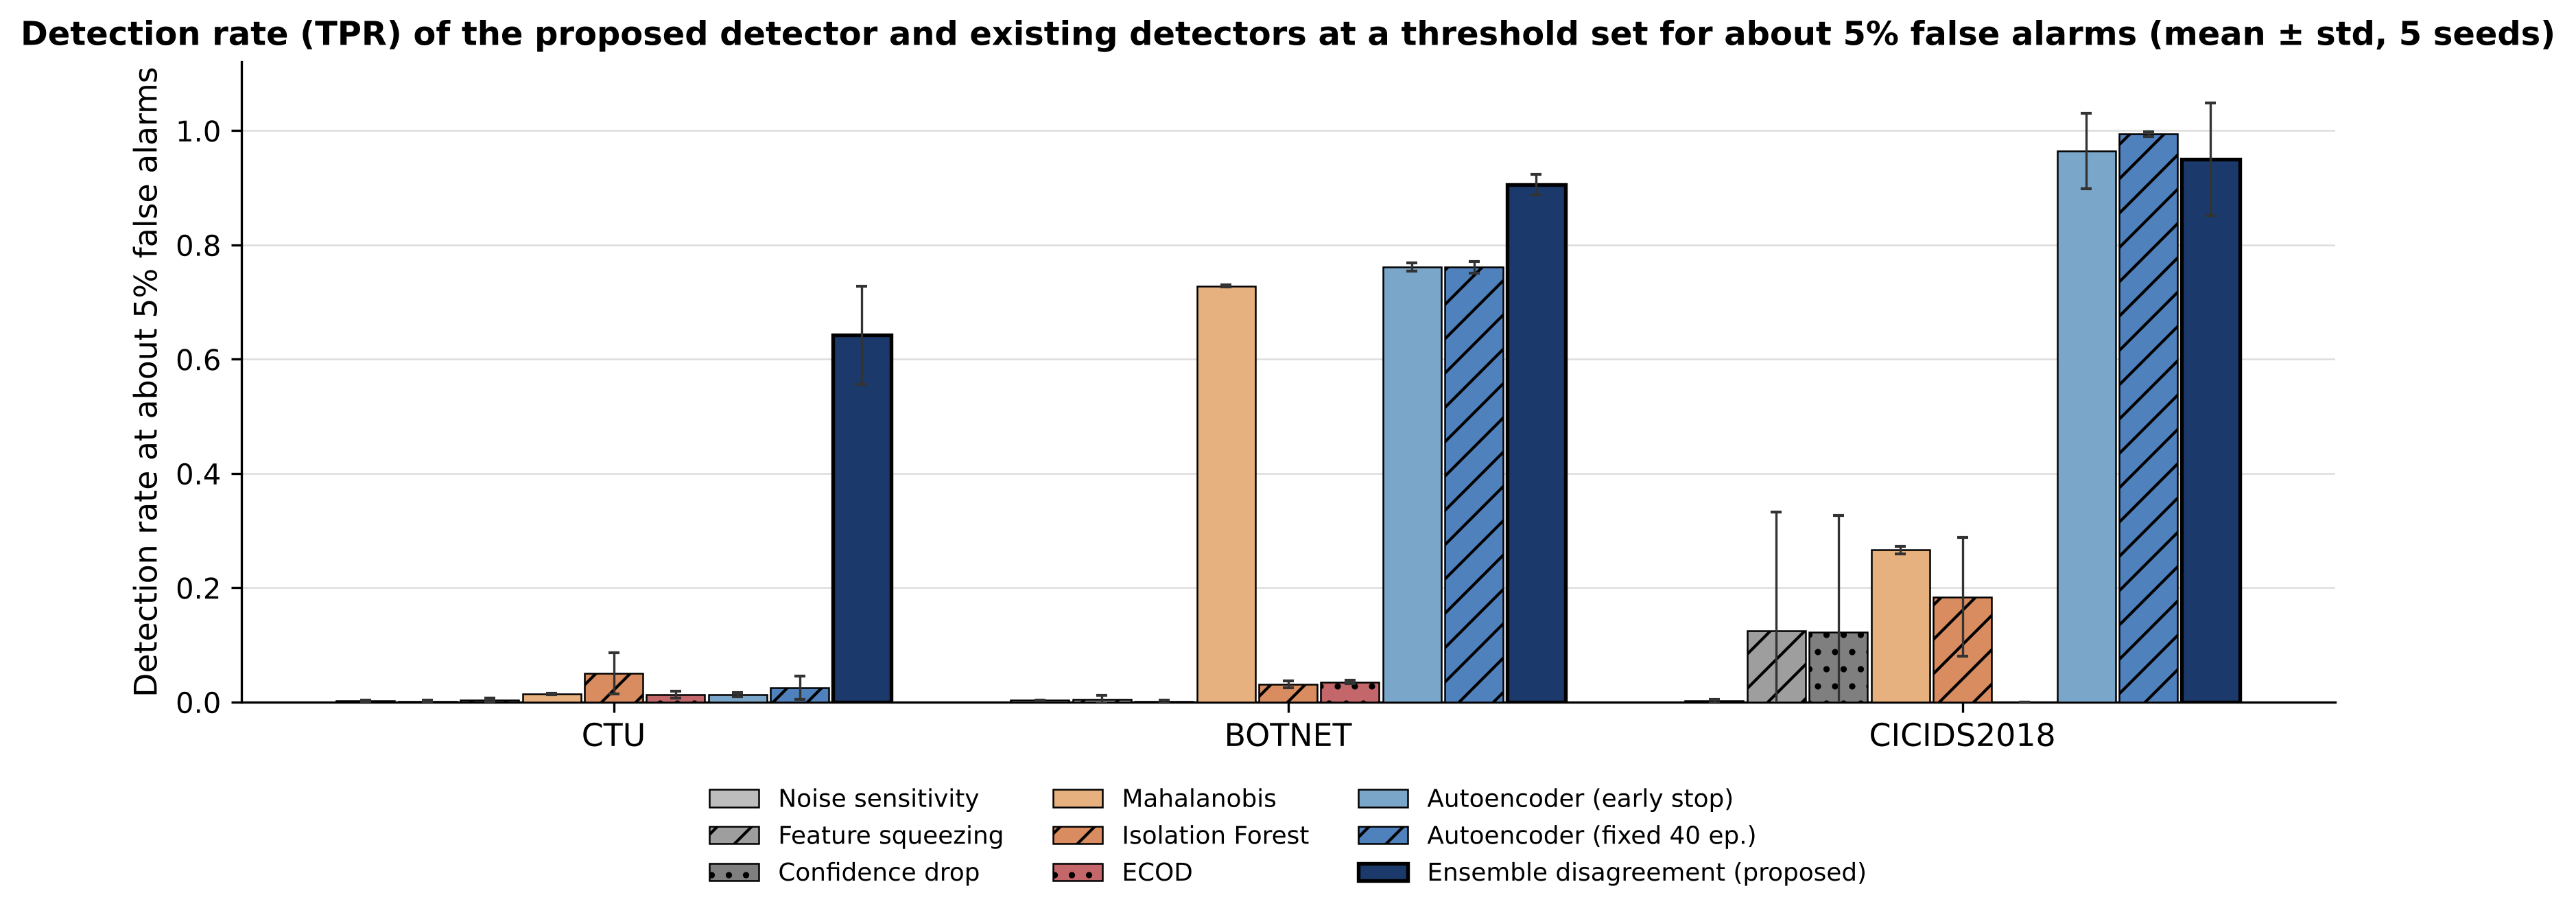 Detection rate (TPR) of the proposed detector and existing detectors at a threshold set for about 5% false alarms (mean ± std, 5 seeds)
Detection rate at about 5% false alarms
1.0
0.8
0.6
0.4
0.2
0.0
CTU
BOTNET
CICIDS2018
Noise sensitivity
Feature squeezing
Confidence drop
Mahalanobis
Isolation Forest
ECOD
Autoencoder (early stop)
Autoencoder (fixed 40 ep.)
Ensemble disagreement (proposed)